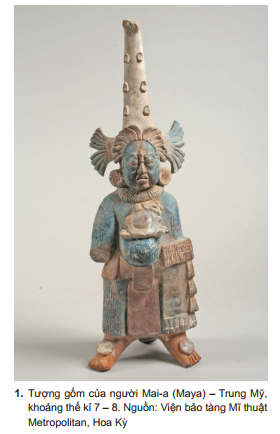 1. Tượng gốm của người Mai-a (Maya) – Trung Mỹ,
khoảng thế kỉ 7 – 8. Nguồn: Viện bảo tàng Mĩ thuật
Metropolitan, Hoa Kỳ